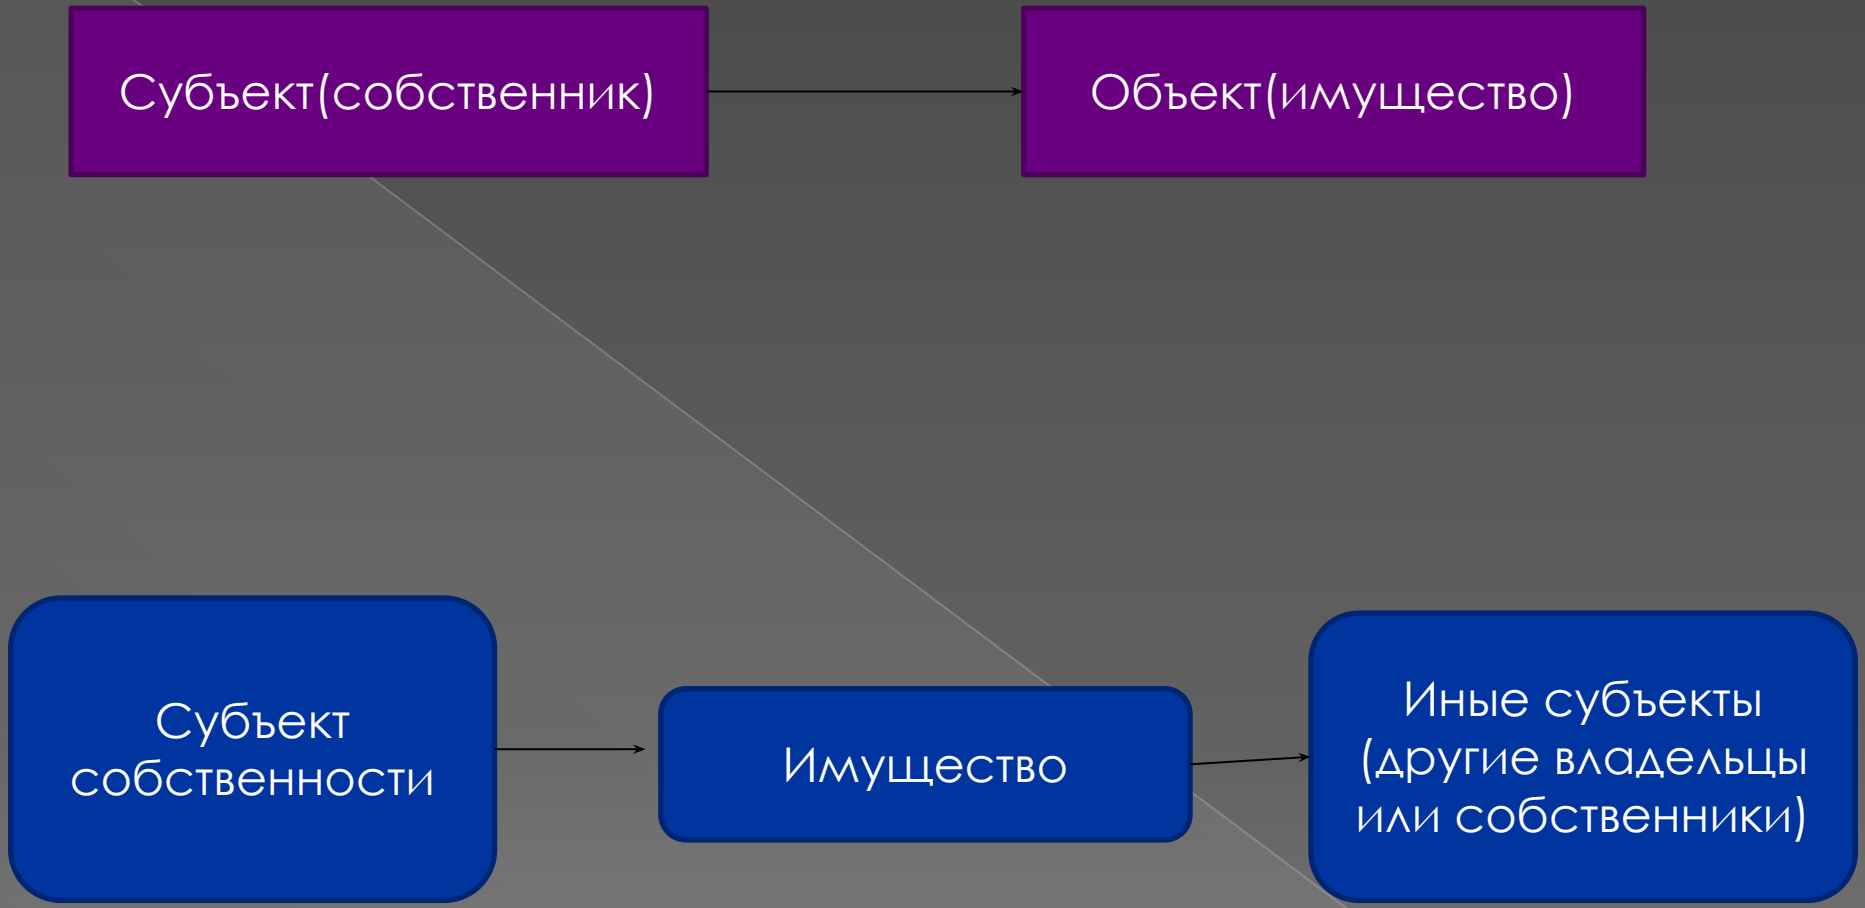 Субъект(собственник)
Объект(имущество)
Субъект
собственности
Имущество
Иные субъекты
(другие владельцы
или собственники)